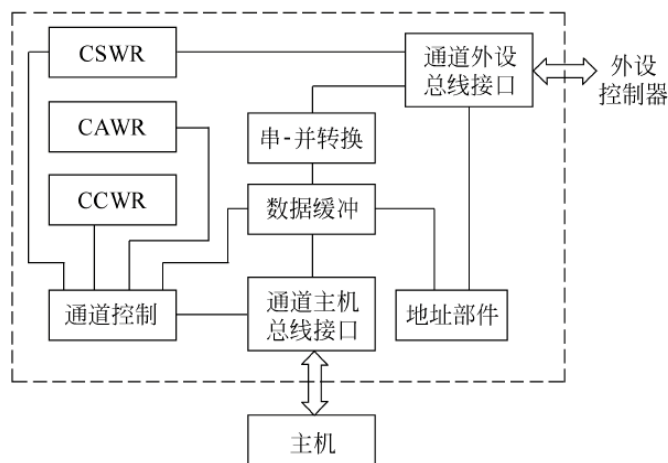 CSWR
通道外设
总线接口
外设
控制器
CAWR
串-并转换
CCWR
数据缓冲
通道控制
通道主机
总线接口
地址部件
主机